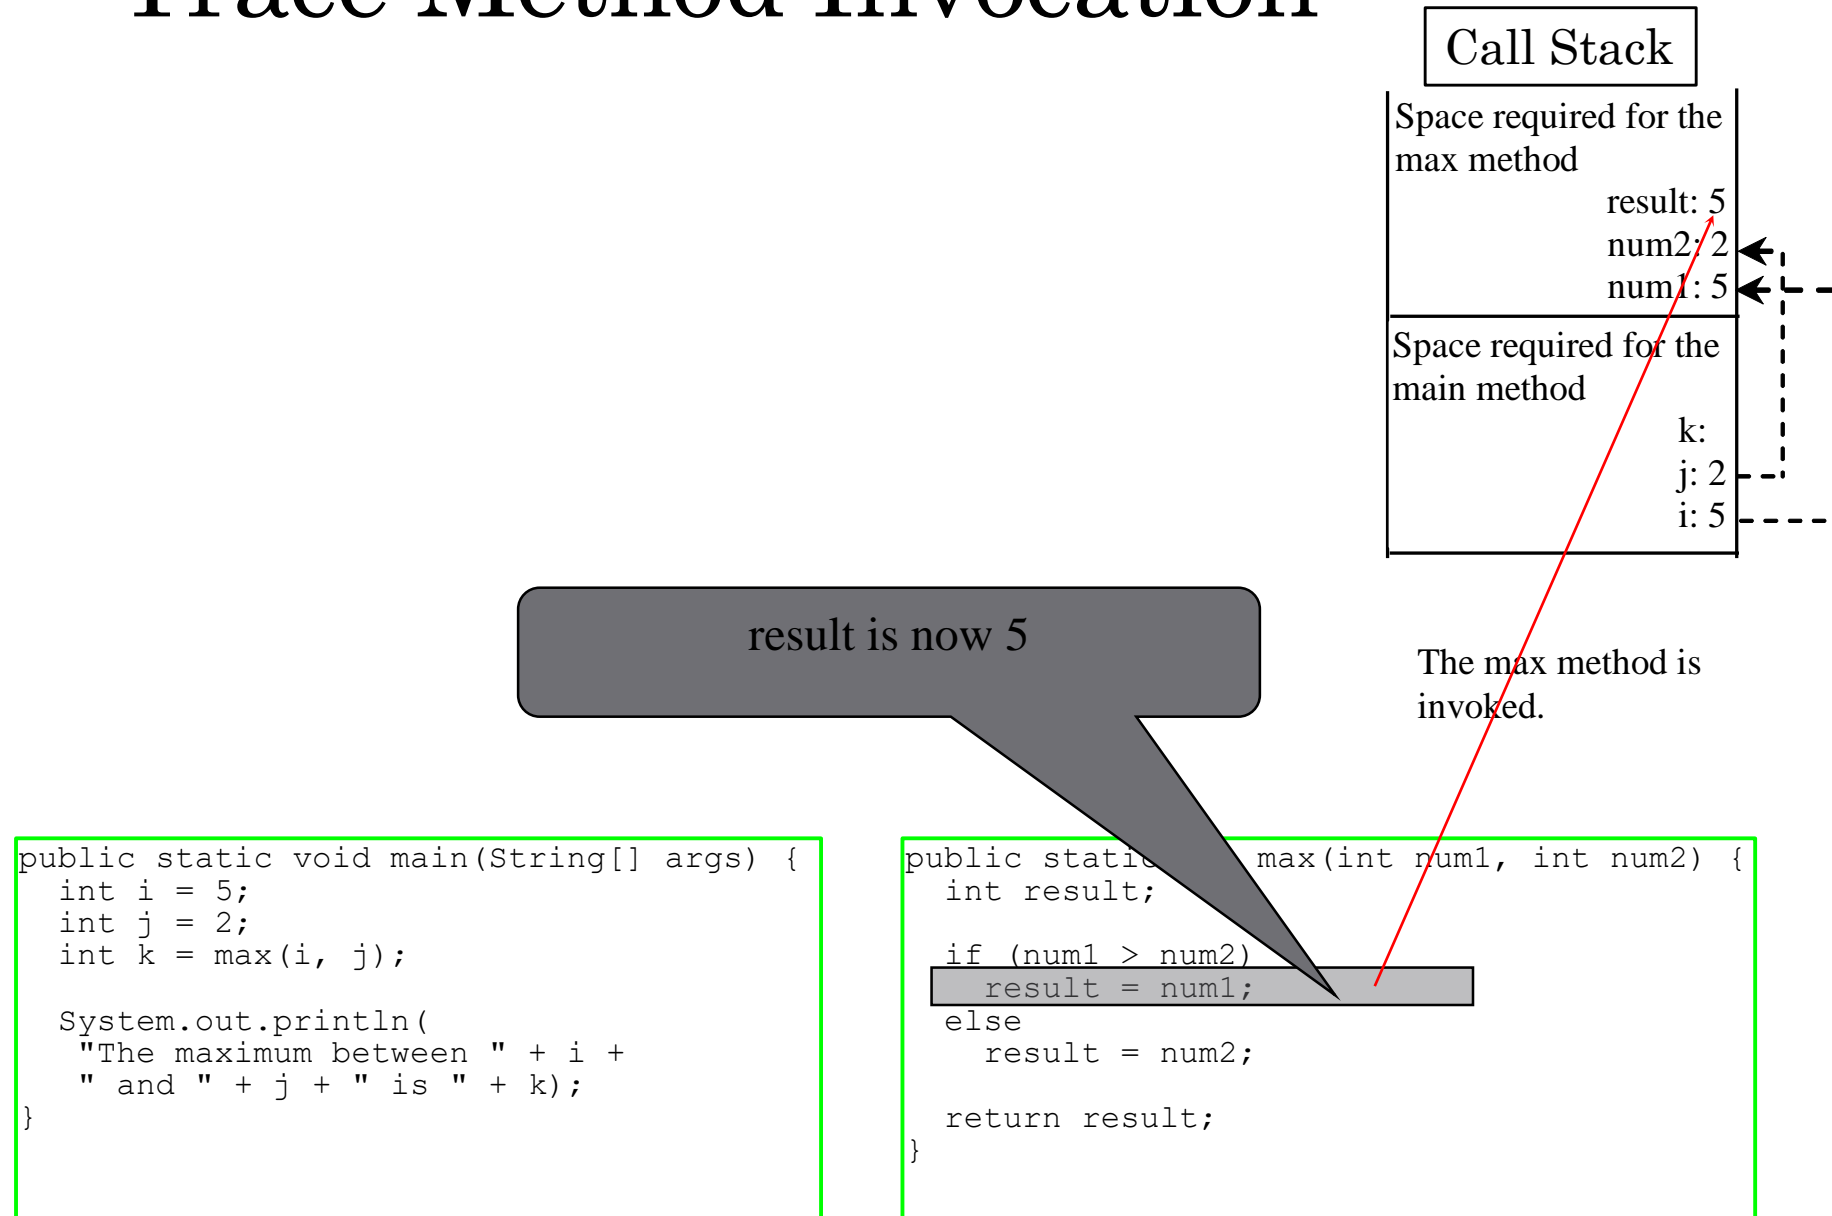 Trace Method Invocation
Call Stack
Space required for the
max method
result: 5
num2: 2
num1: 5
Space required for the
main method
k:
j: 2
i: 5
result is now 5
The max method is
invoked.
public static void main(String[] args) {
int i = 5;
int j = 2;
int k = max(i, j);
System.out.println(
"The maximum between " + i +
" and " + j + " is " + k);
}
public static max(int num1, int num2) {
int result;
if (num1 > num2)
result = num1;
else
result = num2;
return result;
}